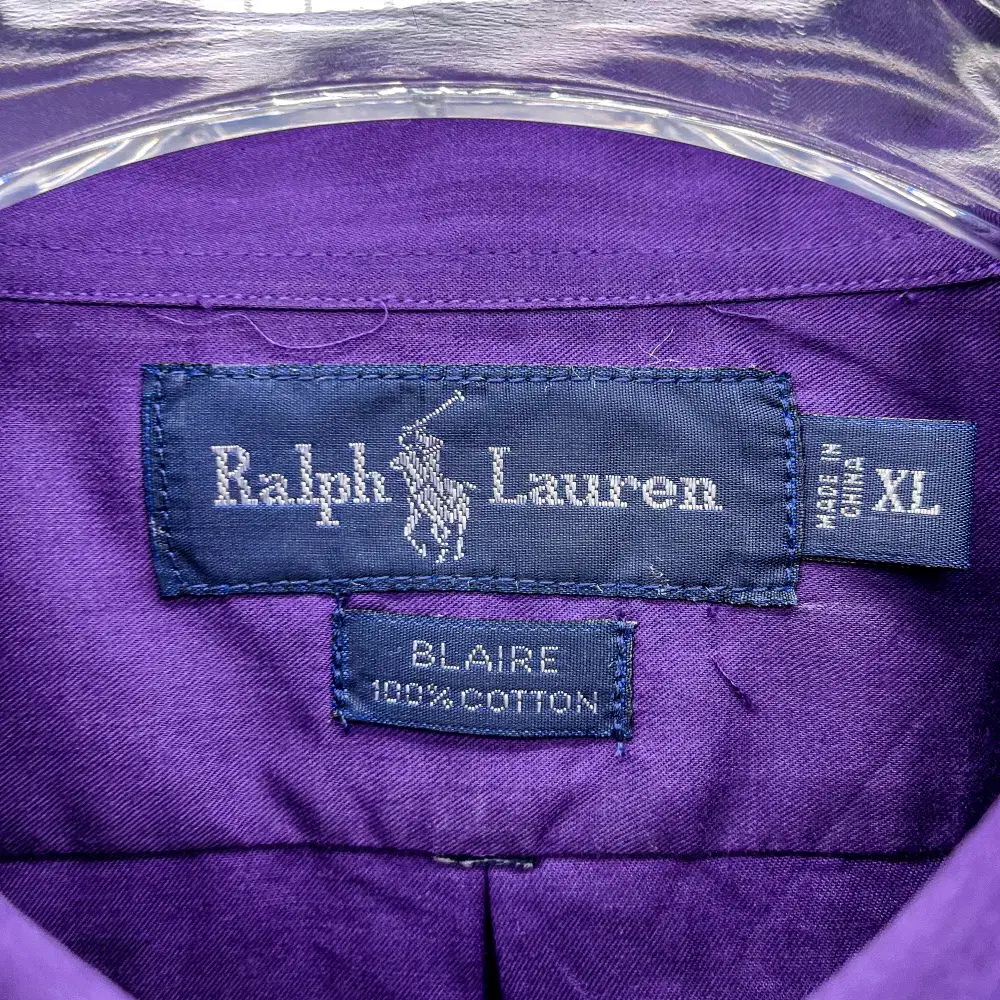 Ralph Lauren
MADE IN
CHINA
XL
BLAIRE
100% COTTON